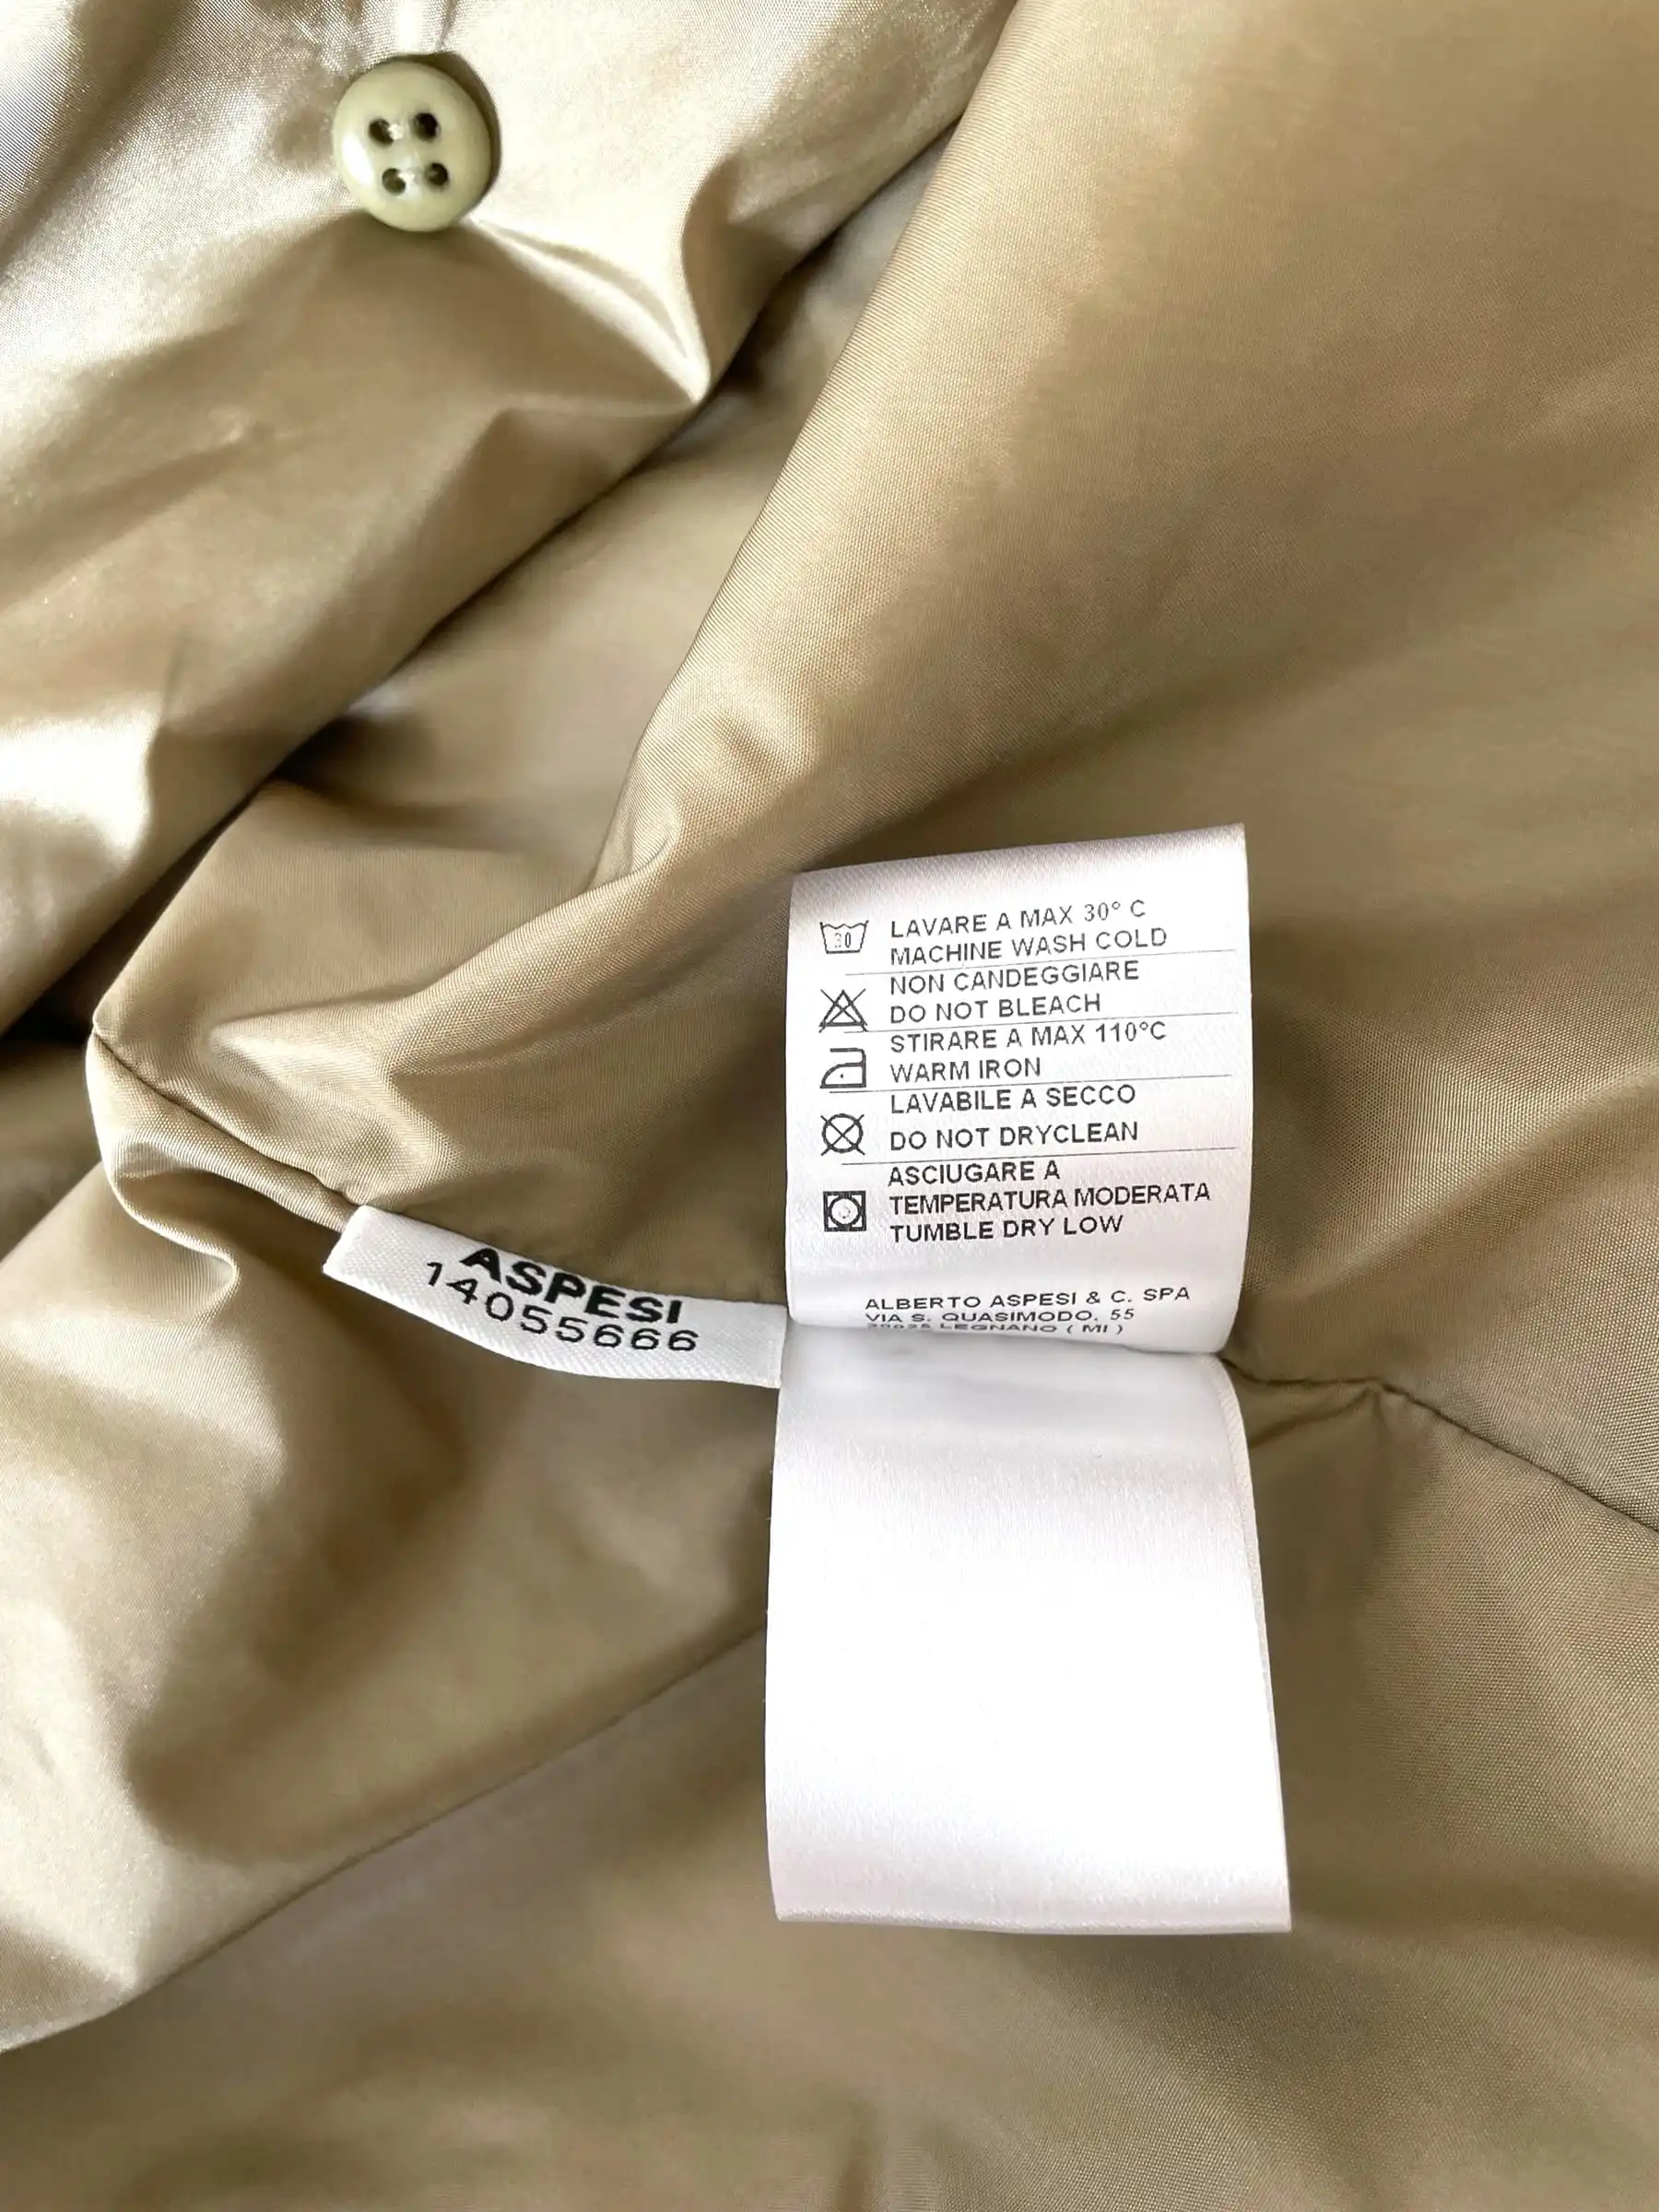 30
LAVARE A MAX 30° C
MACHINE WASH COLD
NON CANDEGGIARE
DO NOT BLEACH
STIRARE A MAX 110°C
WARM IRON
LAVABILE A SECCO
DO NOT DRYCLEAN
ASCIUGARE A
TEMPERATURA MODERATA
TUMBLE DRY LOW
ALBERTO ASPESI & C. SPA
VIA S. QUASIMODO, 55
LEGNANO ( MI )
ASPESI
14055666